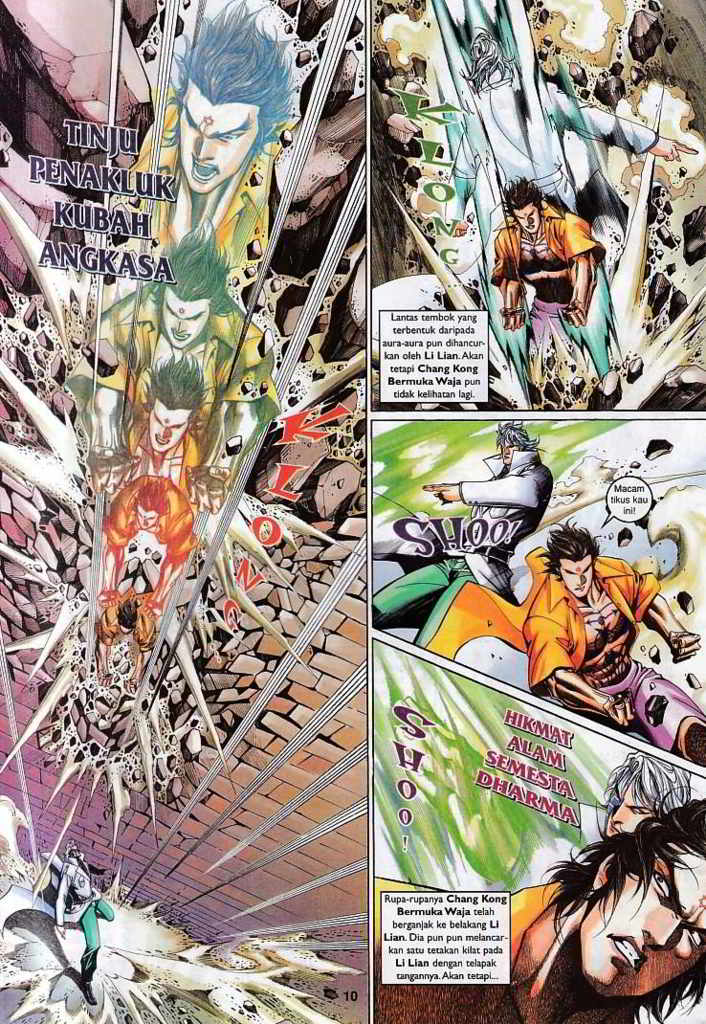 TINJU
PENAKLUK
KUBAH
ANGKASA
KLONG
10
KLONG...
Lantas tembok yang
terbentuk daripada
aura-aura pun dihancur-
kan oleh Li Lian. Akan
tetapi Chang Kong
Bermuka Waja pun
tidak kelihatan lagi.
Macam
tikus kau
ini!
SHOO!
SHOO!
HIKMAT
ALAM
SEMESTA
DHARMA
Rupa-rupanya Chang Kong
Bermuka Waja telah
berganjak ke belakang Li
Lian. Dia pun pun melancar-
kan satu tetakan kilat pada
Li Lian dengan telapak
tangannya. Akan tetapi...